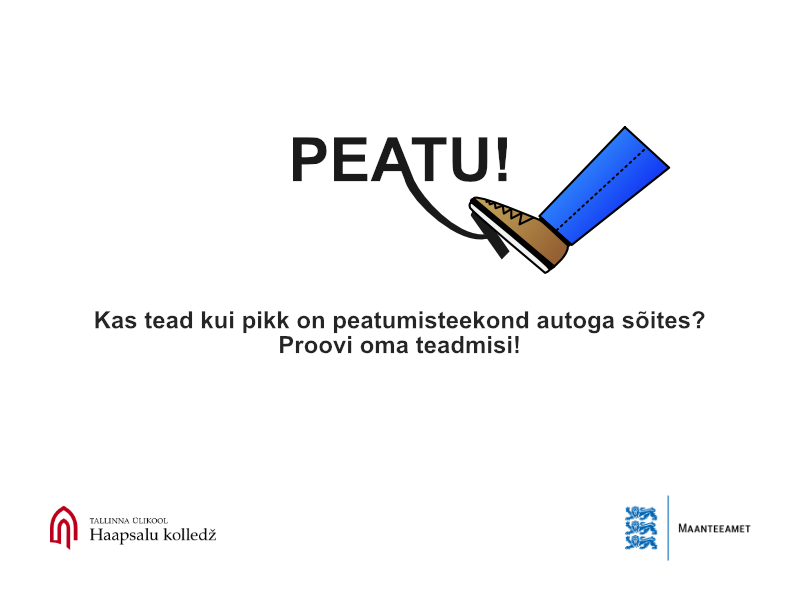 PEATU!
Kas tead kui pikk on peatumisteekond autoga sõites?
Proovi oma teadmisi!
TALLINNA ÜLIKOOL
Haapsalu kolledž
MAANTEEAMET